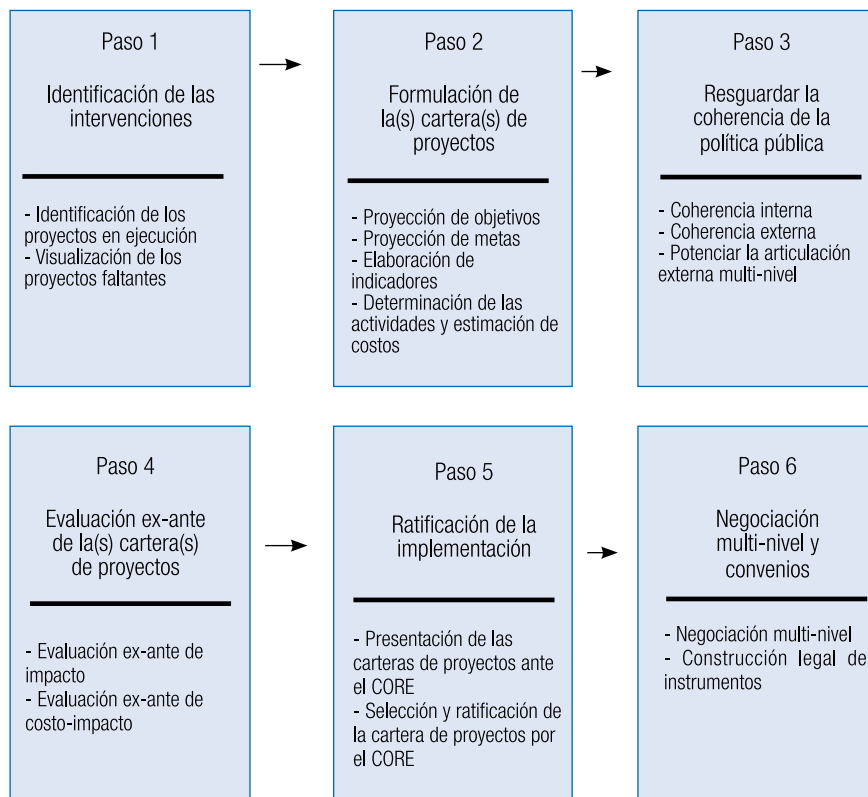 Paso 1
Identificación de las
intervenciones
- Identificación de los
proyectos en ejecución
- Visualización de los
proyectos faltantes
Paso 2
Formulación de
la(s) cartera(s) de
proyectos
- Proyección de objetivos
- Proyección de metas
- Elaboración de
indicadores
- Determinación de las
actividades y estimación de
costos
Paso 3
Resguardar la
coherencia de la
política pública
- Coherencia interna
- Coherencia externa
- Potenciar la articulación
externa multi-nivel
Paso 4
Evaluación ex-ante
de la(s) cartera(s)
de proyectos
- Evaluación ex-ante de
impacto
- Evaluación ex-ante de
costo-impacto
Paso 5
Ratificación de la
implementación
- Presentación de las
carteras de proyectos ante
el CORE
- Selección y ratificación de
la cartera de proyectos por
el CORE
Paso 6
Negociación
multi-nivel y
convenios
- Negociación multi-nivel
- Construcción legal de
instrumentos